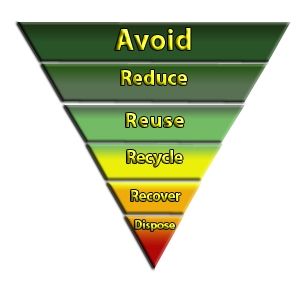 Avoid
Reduce
Reuse
Recycle
Recover
Dispose